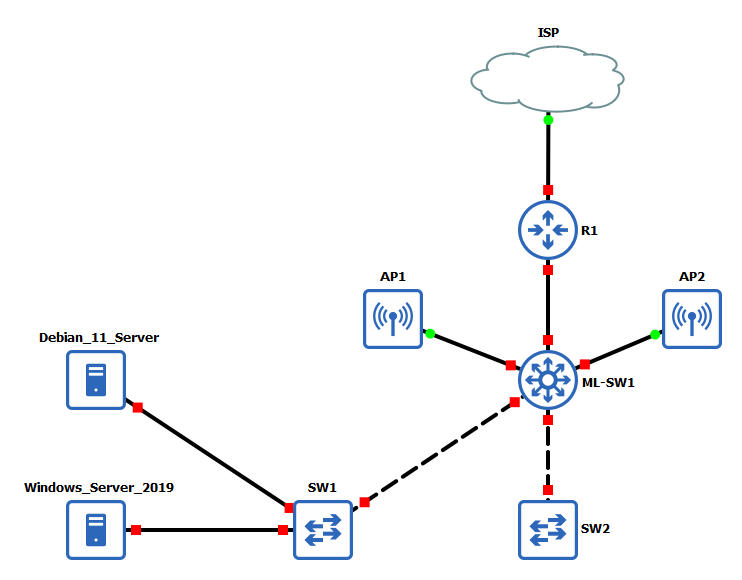 ISP
R1
AP1
AP2
Debian_11_Server
ML-SW1
Windows_Server_2019
SW1
SW2